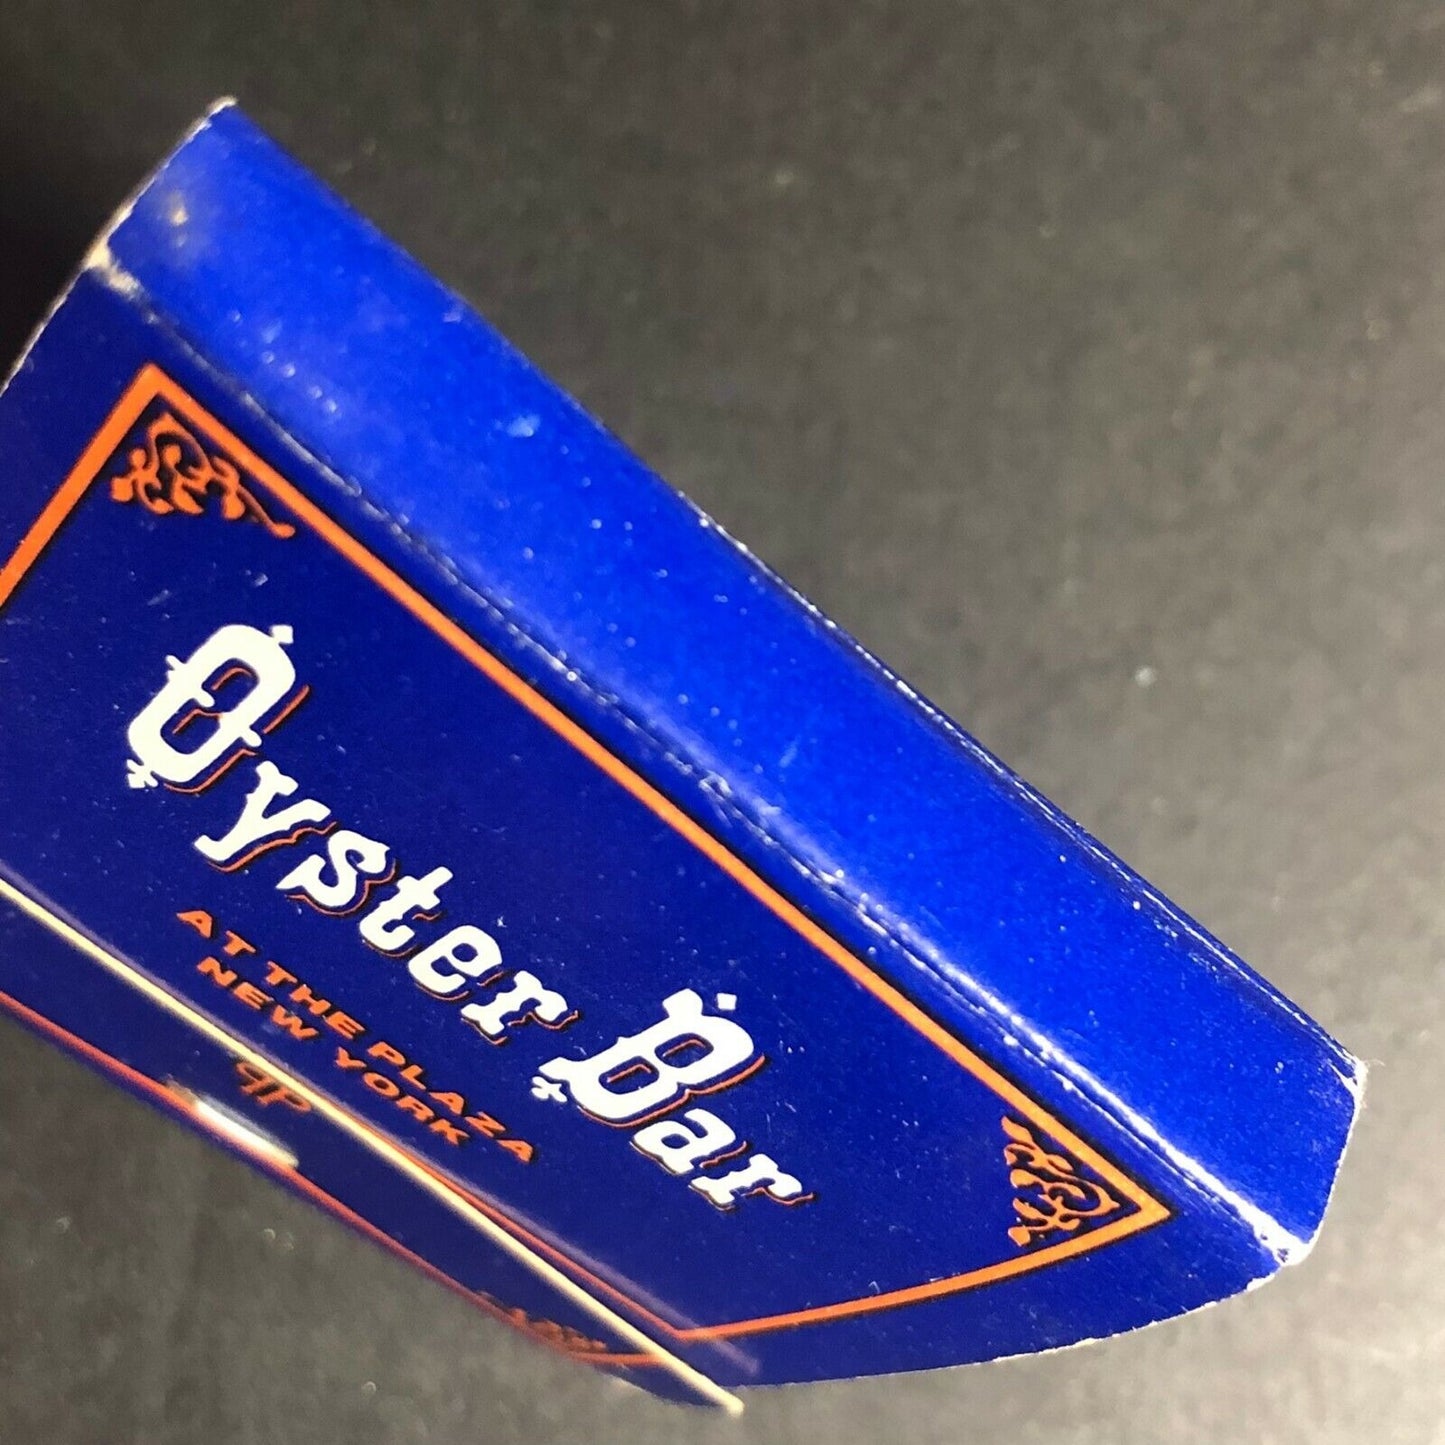 Oyster Bar
AT THE PLAZA
NEW YORK